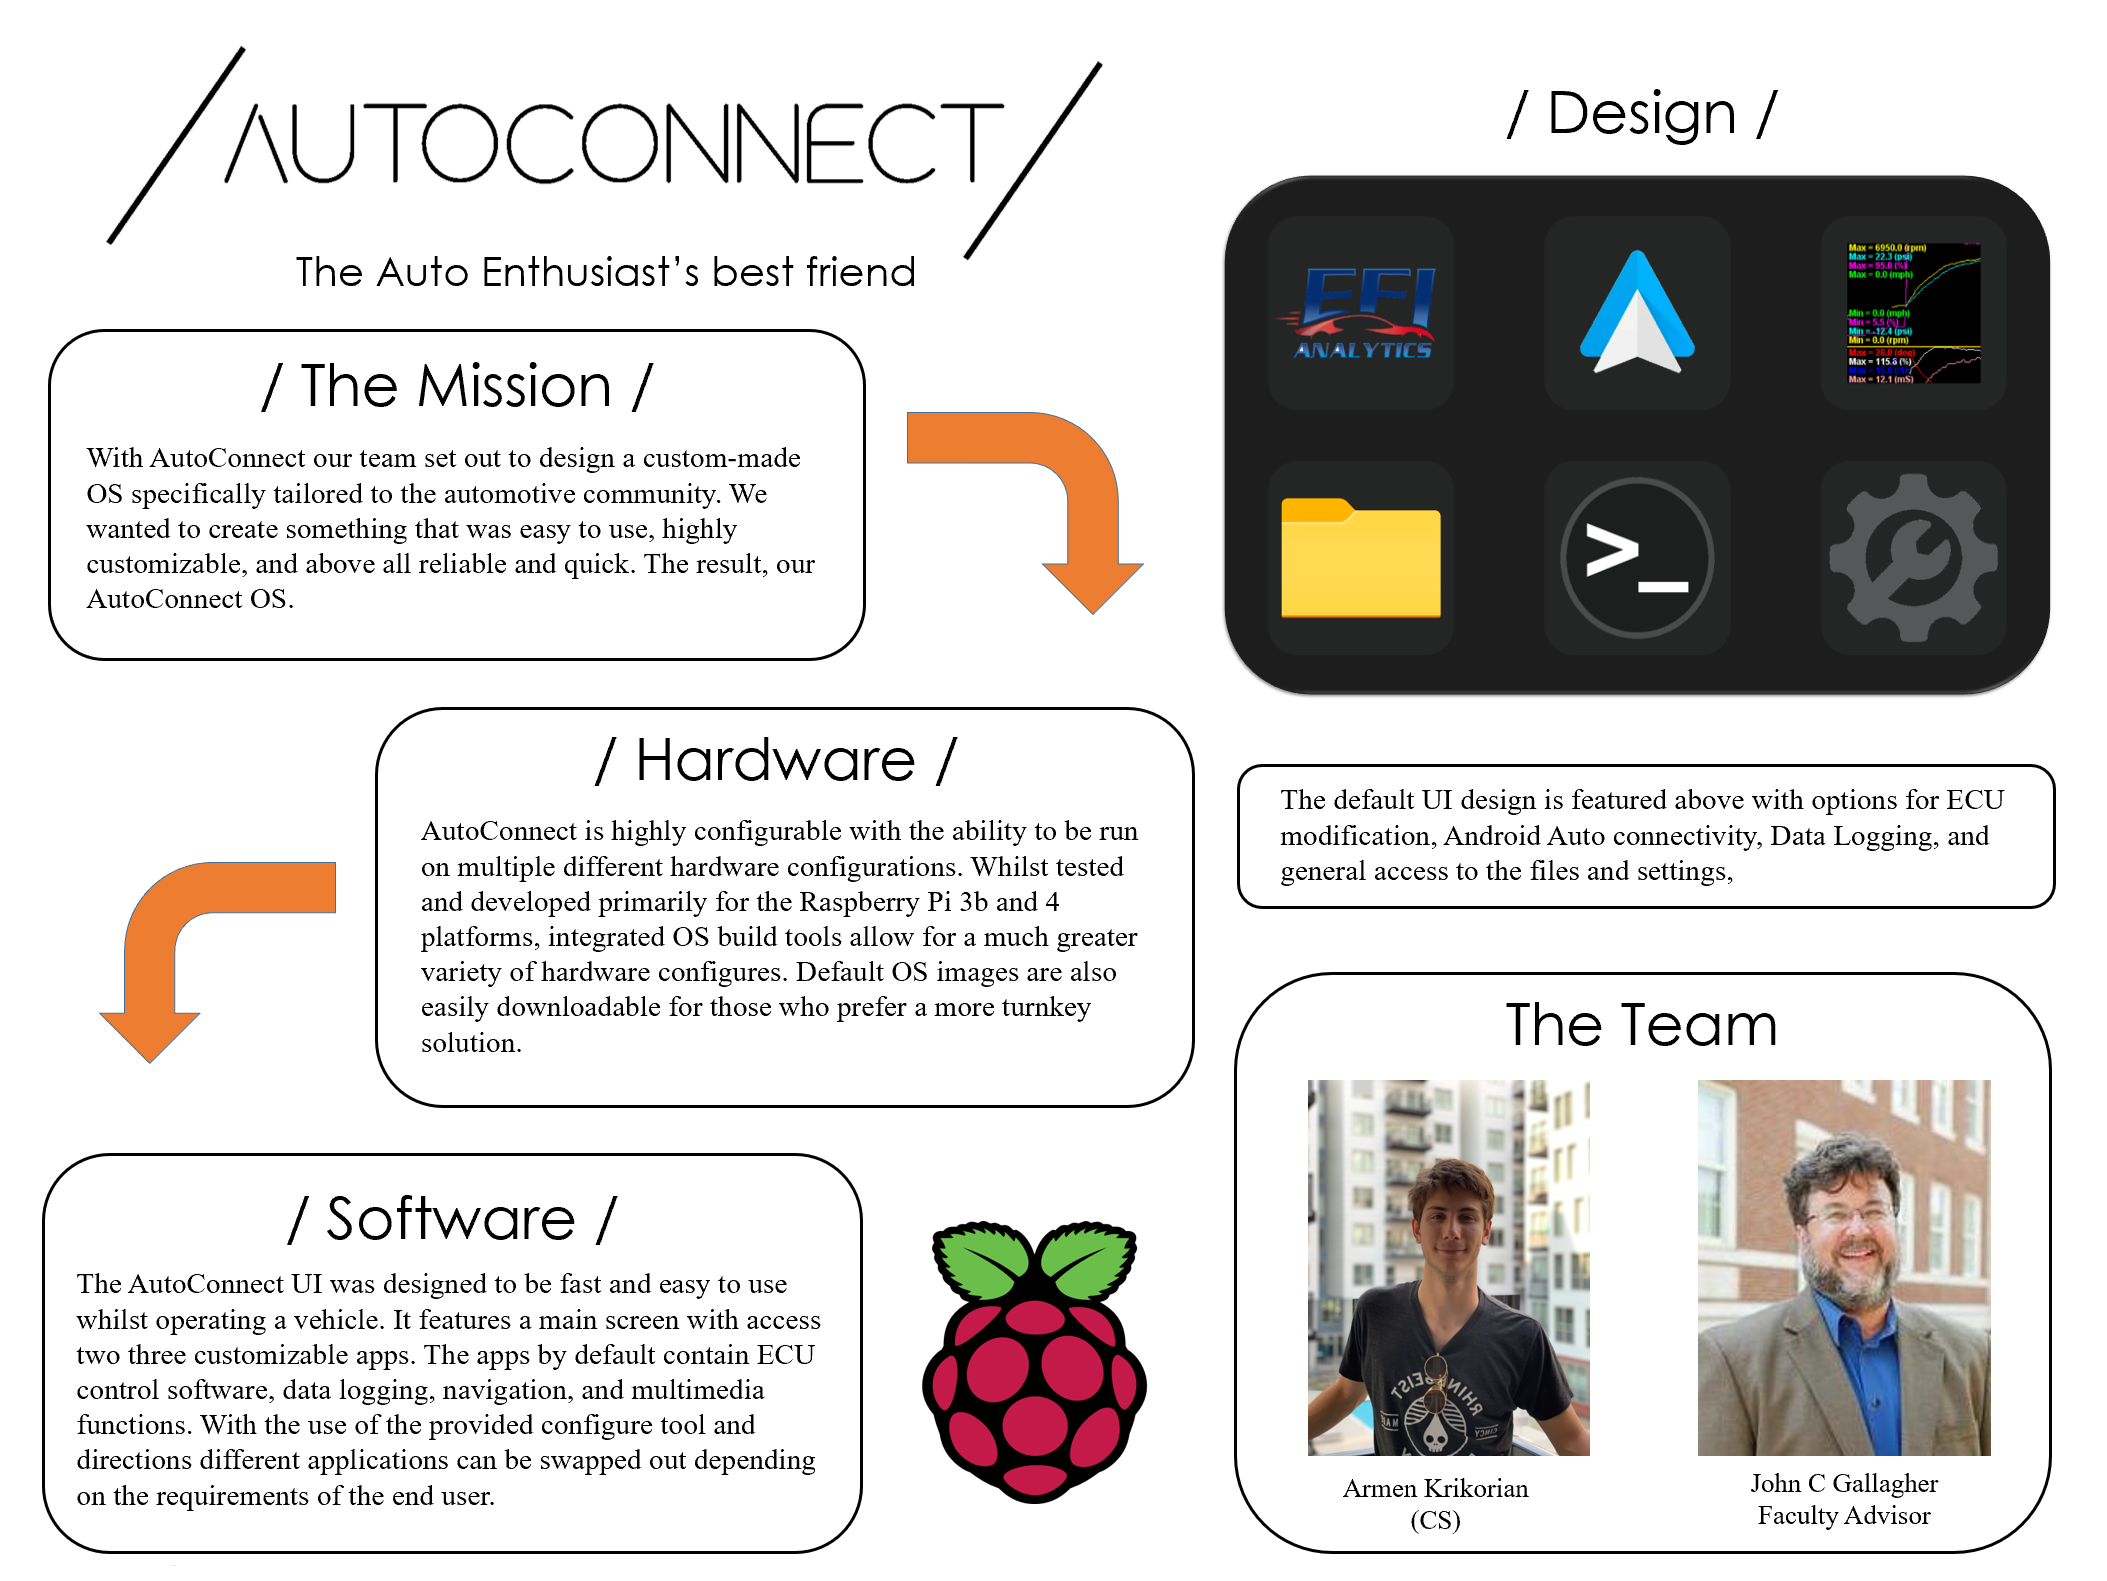 AUTOCONNECT
The Auto Enthusiast's best friend
/ The Mission /
With AutoConnect our team set out to design a custom-made
OS specifically tailored to the automotive community. We
wanted to create something that was easy to use, highly
customizable, and above all reliable and quick. The result, our
AutoConnect OS.
/ Hardware /
AutoConnect is highly configurable with the ability to be run
on multiple different hardware configurations. Whilst tested
and developed primarily for the Raspberry Pi 3b and 4
platforms, integrated OS build tools allow for a much greater
variety of hardware configures. Default OS images are also
easily downloadable for those who prefer a more turnkey
solution.
/ Software /
The AutoConnect UI was designed to be fast and easy to use
whilst operating a vehicle. It features a main screen with access
two three customizable apps. The apps by default contain ECU
control software, data logging, navigation, and multimedia
functions. With the use of the provided configure tool and
directions different applications can be swapped out depending
on the requirements of the end user.
/ Design /
EFI
ANALYTICS
Max = 6950.0 (rpm)
Max = 22.3 (psi)
Max = 95.0 (%)
Max = 0.0 (mph)
Min = 0.0 (mph)
Min = 5.5 (%)
Min = -12.4 (psi)
Min = 0.0 (rpm)
Max = 28.0 (deg)
Max = 115.6 (%)
Max = 12.1 (mS)
>_
The default UI design is featured above with options for ECU
modification, Android Auto connectivity, Data Logging, and
general access to the files and settings,
The Team
RHINEGEIST
MADE
CINCY
Armen Krikorian
(CS)
John C Gallagher
Faculty Advisor